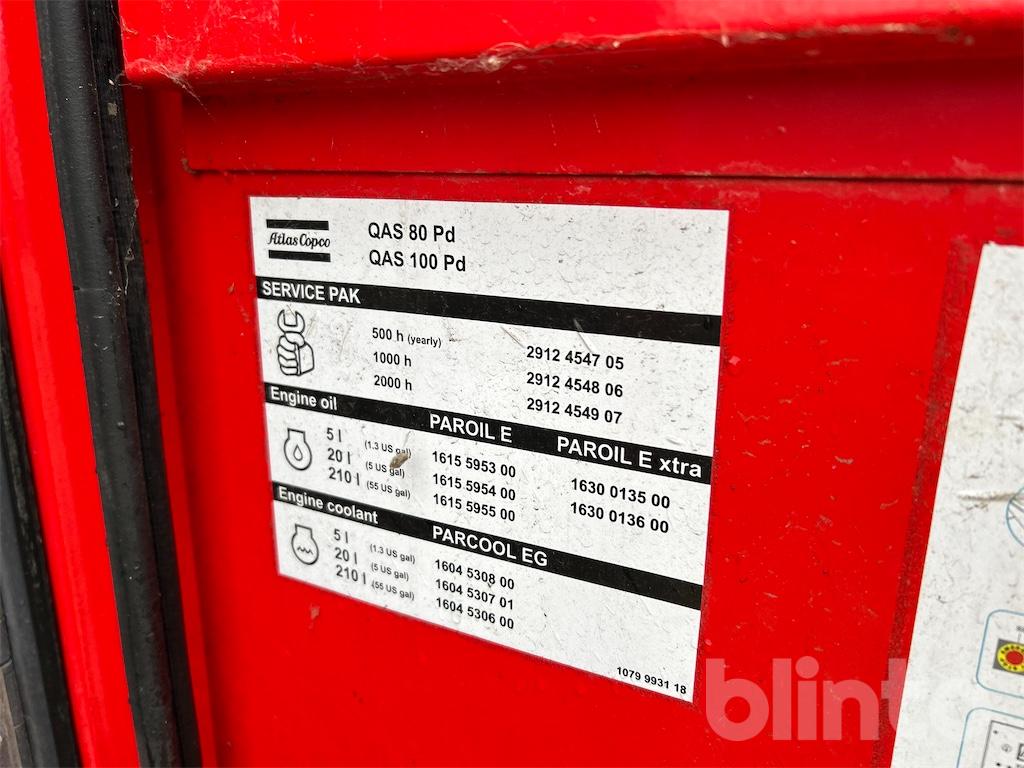 Atlas Copco
QAS 80 Pd
QAS 100 Pd
SERVICE PAK
500 h (yearly) 2912 4547 05
1000 h 2912 4548 06
2000 h 2912 4549 07
Engine oil PAROIL E PAROIL E xtra
5 l (1.3 US gal) 1615 5953 00 1630 0135 00
20 l (5 US gal) 1615 5954 00 1630 0136 00
210 l (55 US gal) 1615 5955 00
Engine coolant PARCOOL EG
5 l (1.3 US gal) 1604 5308 00
20 l (5 US gal) 1604 5307 01
210 l (55 US gal) 1604 5306 00
1079 9931 18
blinto